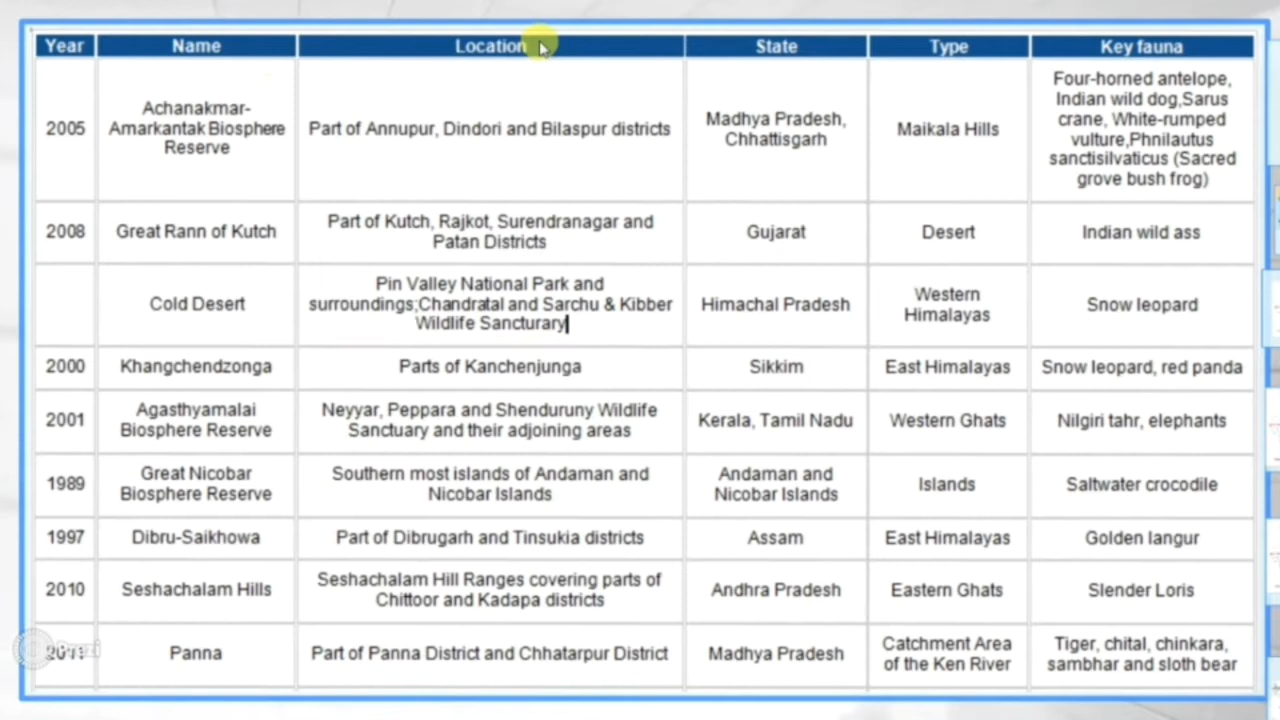 Year Name Location State Type Key fauna
2005
Achanakmar-
Amarkantak Biosphere
Reserve
Part of Annupur, Dindori and Bilaspur districts
Madhya Pradesh,
Chhattisgarh
Maikala Hills
Four-horned antelope,
Indian wild dog,Sarus
crane, White-rumped
vulture,Phnilautus
sanctisilvaticus (Sacred
grove bush frog)
2008
Great Rann of Kutch
Part of Kutch, Rajkot, Surendranagar and
Patan Districts
Gujarat
Desert
Indian wild ass
Cold Desert
Pin Valley National Park and
surroundings;Chandratal and Sarchu & Kibber
Wildlife Sancturary
Himachal Pradesh
Western
Himalayas
Snow leopard
2000
Khangchendzonga
Parts of Kanchenjunga
Sikkim
East Himalayas
Snow leopard, red panda
2001
Agasthyamalai
Biosphere Reserve
Neyyar, Peppara and Shenduruny Wildlife
Sanctuary and their adjoining areas
Kerala, Tamil Nadu
Western Ghats
Nilgiri tahr, elephants
1989
Great Nicobar
Biosphere Reserve
Southern most islands of Andaman and
Nicobar Islands
Andaman and
Nicobar Islands
Islands
Saltwater crocodile
1997
Dibru-Saikhowa
Part of Dibrugarh and Tinsukia districts
Assam
East Himalayas
Golden langur
2010
Seshachalam Hills
Seshachalam Hill Ranges covering parts of
Chittoor and Kadapa districts
Andhra Pradesh
Eastern Ghats
Slender Loris
Prezi
Panna
Part of Panna District and Chhatarpur District
Madhya Pradesh
Catchment Area
of the Ken River
Tiger, chital, chinkara,
sambhar and sloth bear